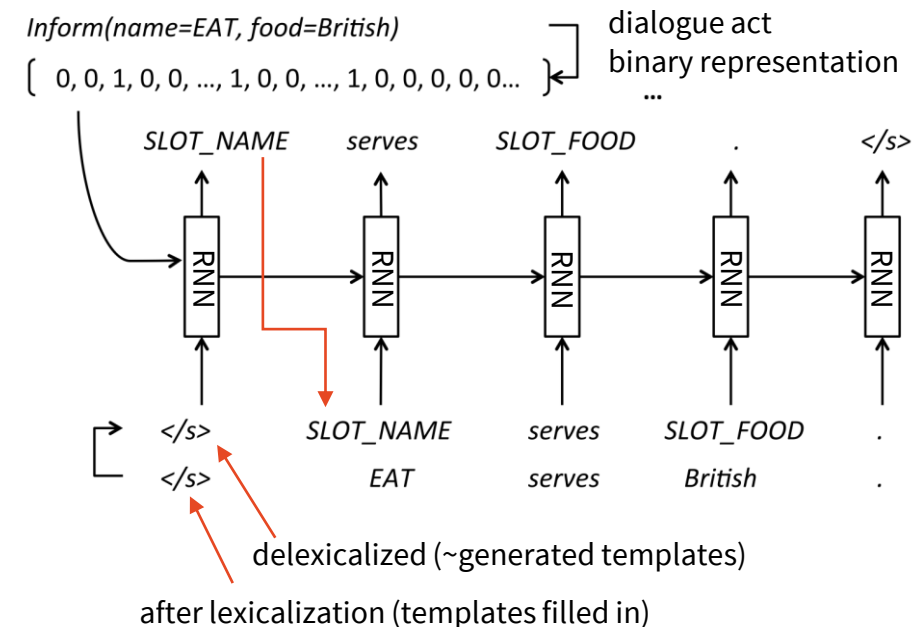 Inform(name=EAT, food=British)
dialogue act
binary representation
[ 0, 0, 1, 0, 0, ..., 1, 0, 0, ..., 1, 0, 0, 0, 0, 0... ]
...
SLOT_NAME serves SLOT_FOOD . </s>
RNN RNN RNN RNN RNN
</s> SLOT_NAME serves SLOT_FOOD .
</s> EAT serves British .
delexicalized (~generated templates)
after lexicalization (templates filled in)